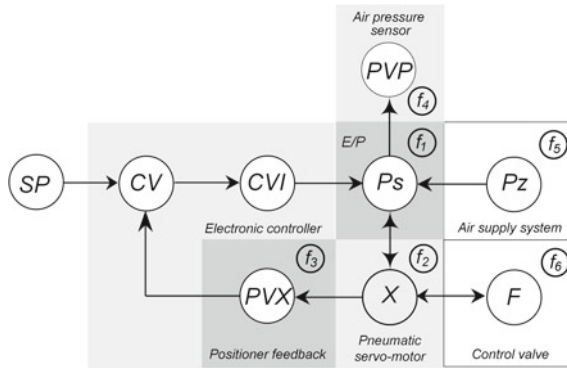 Air pressure
sensor
PVP
f4
E/P
f1
f5
SP
CV
CVI
Ps
Pz
Electronic controller
Air supply system
f3
f2
f6
PVX
X
F
Positioner feedback
Pneumatic
servo-motor
Control valve